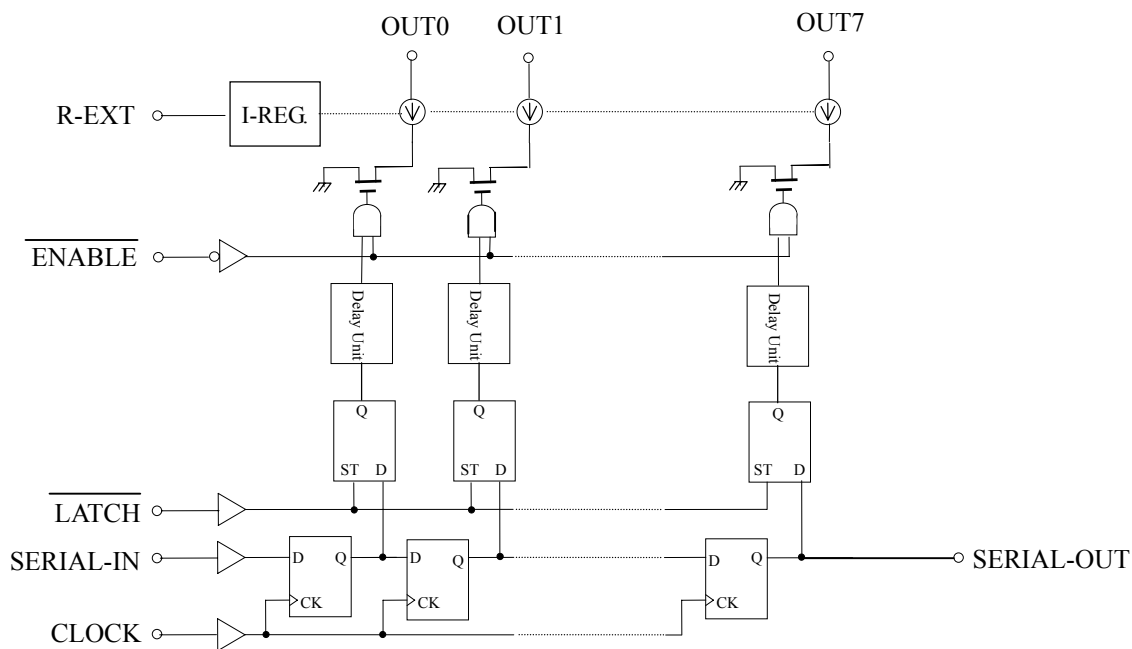 OUT0 OUT1 OUT7
R-EXT I-REG.
ENABLE
Delay Unit Delay Unit Delay Unit
Q Q Q
ST D ST D ST D
LATCH
SERIAL-IN D Q D Q D Q SERIAL-OUT
CK CK CK
CLOCK